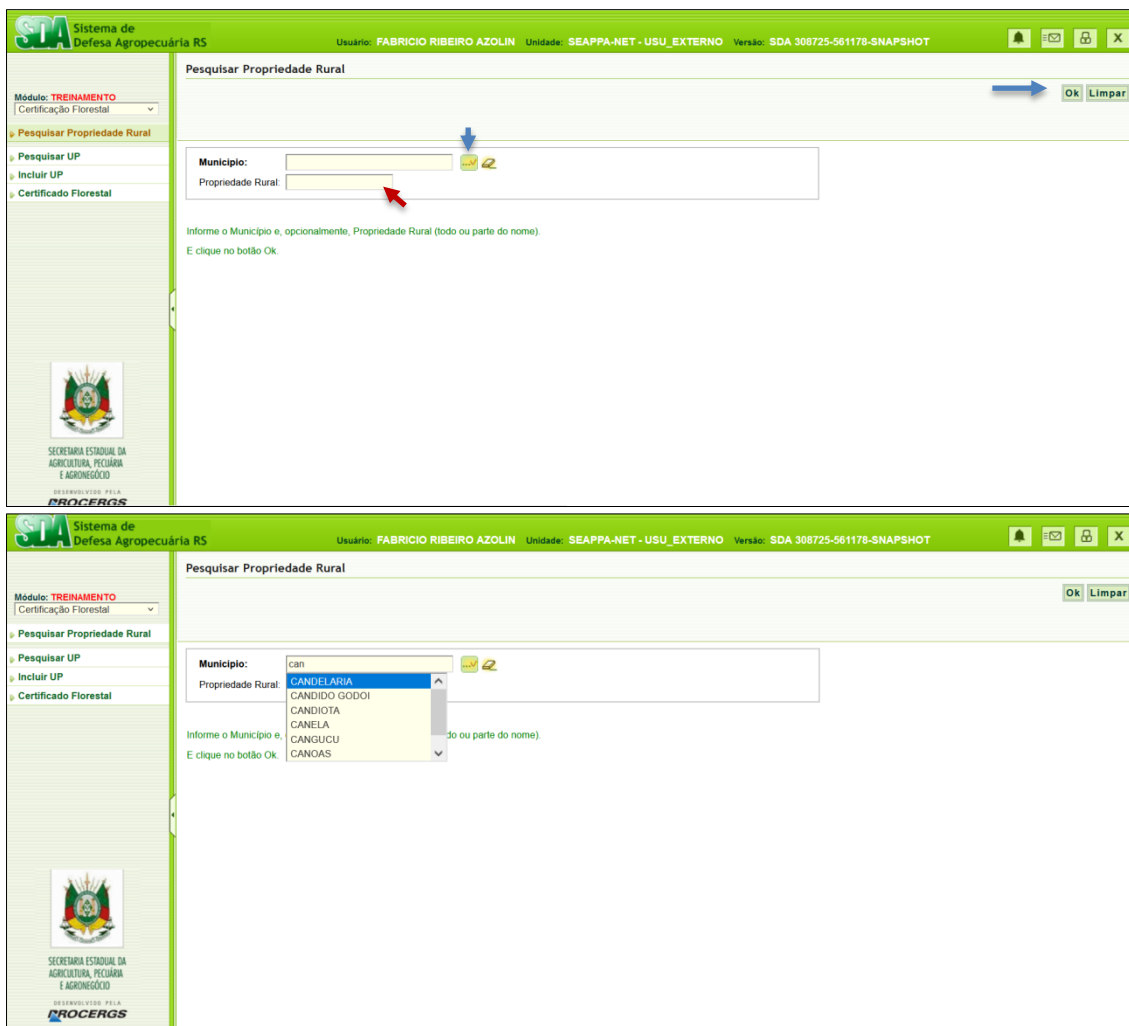 SDA Sistema de
Defesa Agropecuária RS
Usuário: FABRICIO RIBEIRO AZOLIN Unidade: SEAPPA-NET - USU_EXTERNO Versão: SDA 308725-561178-SNAPSHOT
X
Pesquisar Propriedade Rural
Módulo: TREINAMENTO
Certificação Florestal
Ok Limpar
Pesquisar Propriedade Rural
Pesquisar UP
Incluir UP
Certificado Florestal
Município:
Propriedade Rural:
Informe o Município e, opcionalmente, Propriedade Rural (todo ou parte do nome).
E clique no botão Ok.
SECRETARIA ESTADUAL DA
AGRICULTURA, PECUÁRIA
E AGRONEGÓCIO
DESENVOLVIDO PELA
PROCERGS
SDA Sistema de
Defesa Agropecuária RS
Usuário: FABRICIO RIBEIRO AZOLIN Unidade: SEAPPA-NET - USU_EXTERNO Versão: SDA 308725-561178-SNAPSHOT
X
Pesquisar Propriedade Rural
Módulo: TREINAMENTO
Certificação Florestal
Ok Limpar
Pesquisar Propriedade Rural
Pesquisar UP
Incluir UP
Certificado Florestal
Município: can
Propriedade Rural:
CANDELARIA
CANDIDO GODOI
CANDIOTA
CANELA
CANGUCU
CANOAS
Informe o Município e, do ou parte do nome).
E clique no botão Ok.
SECRETARIA ESTADUAL DA
AGRICULTURA, PECUÁRIA
E AGRONEGÓCIO
DESENVOLVIDO PELA
PROCERGS